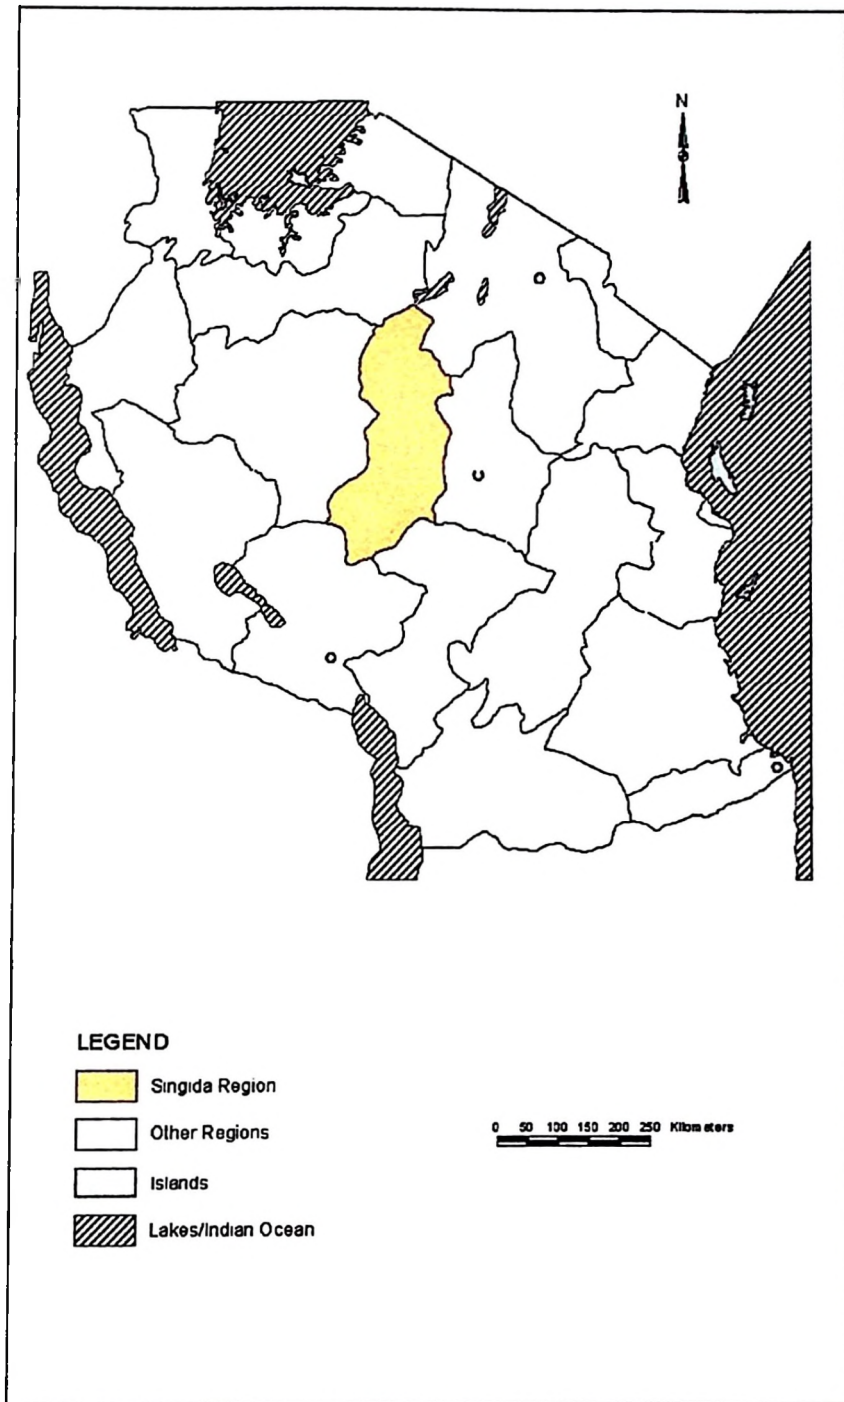 N
LEGEND
Singida Region
Other Regions
Islands
Lakes/Indian Ocean
0 50 100 150 200 250 Kilometers